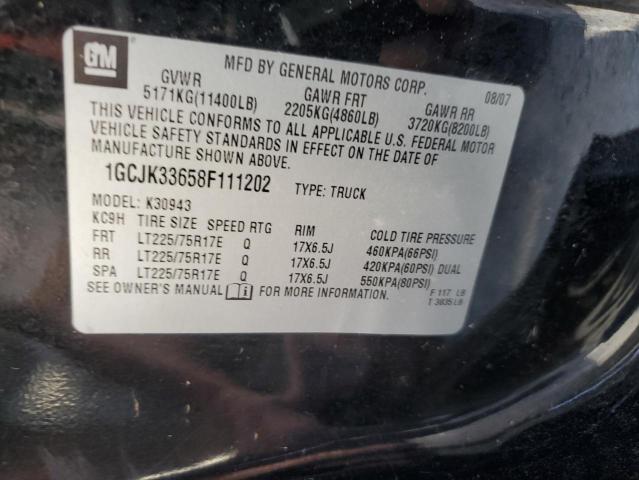 GM
MFD BY GENERAL MOTORS CORP. 08/07
GVWR GAWR FRT GAWR RR
5171KG(11400LB) 2205KG(4860LB) 3720KG(8200LB)
THIS VEHICLE CONFORMS TO ALL APPLICABLE U.S. FEDERAL MOTOR
VEHICLE SAFETY STANDARDS IN EFFECT ON THE DATE OF
MANUFACTURE SHOWN ABOVE.
1GCJK33658F111202 TYPE: TRUCK
MODEL: K30943
KC9H TIRE SIZE SPEED RTG RIM COLD TIRE PRESSURE
FRT LT225/75R17E Q 17X6.5J 460KPA(66PSI)
RR LT225/75R17E Q 17X6.5J 420KPA(60PSI) DUAL
SPA LT225/75R17E Q 17X6.5J 550KPA(80PSI)
SEE OWNER'S MANUAL FOR MORE INFORMATION.
F 117 LB
T 3835 LB